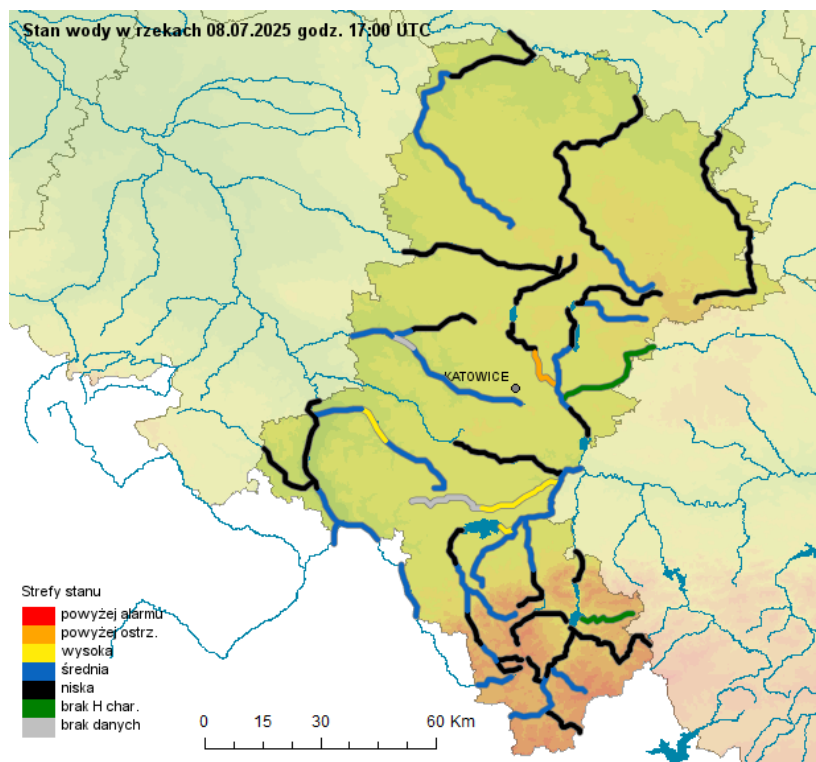 Stan wody w rzekach 08.07.2025 godz. 17:00 UTC
KATOWICE
Strefy stanu
powyżej alarmu
powyżej ostrz.
wysoka
średnia
niska
brak H char.
brak danych
0 15 30 60 Km